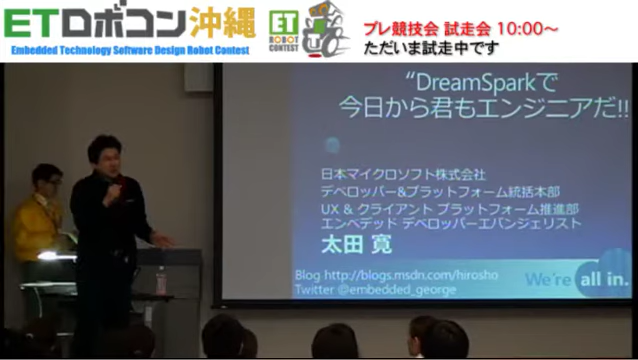 ETロボコン沖縄
Embedded Technology Software Design Robot Contest
ET
ROBOT
CONTEST
プレ競技会 試走会 10:00～
ただいま試走中です
“DreamSparkで
今日から君もエンジニアだ!!
日本マイクロソフト株式会社
デベロッパー&プラットフォーム統括本部
UX & クライアント プラットフォーム推進部
エンベデッド デベロッパーエバンジェリスト
太田 寛
Blog http://blogs.msdn.com/hirosho
Twitter @embedded_george
We're all in.